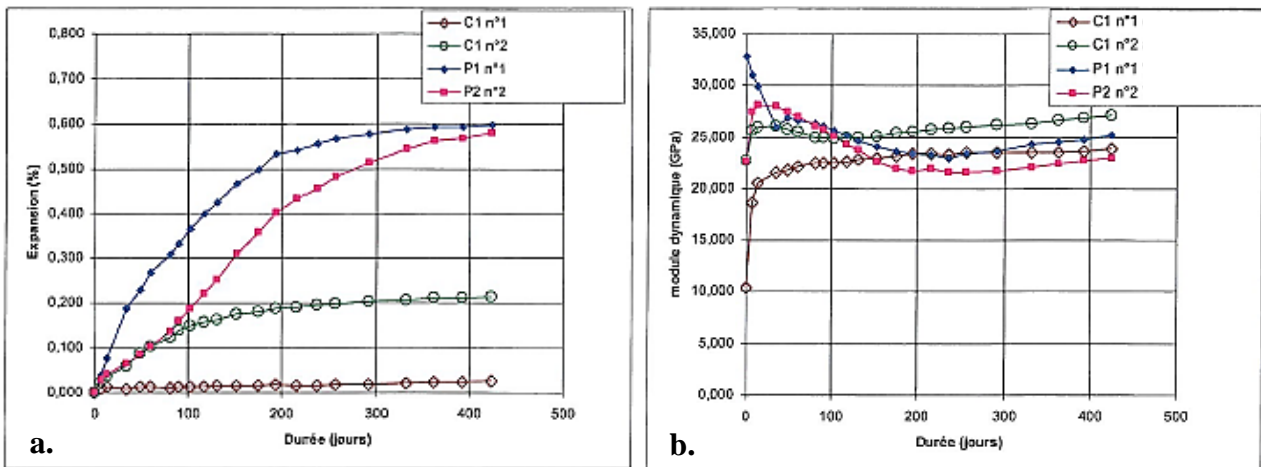 C1 n°1
C1 n°2
P1 n°1
P2 n°2
0,800
0,700
0,600
0,500
0,400
0,300
0,200
0,100
0,000
Expansion (%)
0 100 200 300 400 500
Durée (jours)
a.
C1 n°1
C1 n°2
P1 n°1
P2 n°2
35,000
30,000
25,000
20,000
15,000
10,000
5,000
0,000
module dynamique (GPa)
0 100 200 300 400 500
Durée (jours)
b.